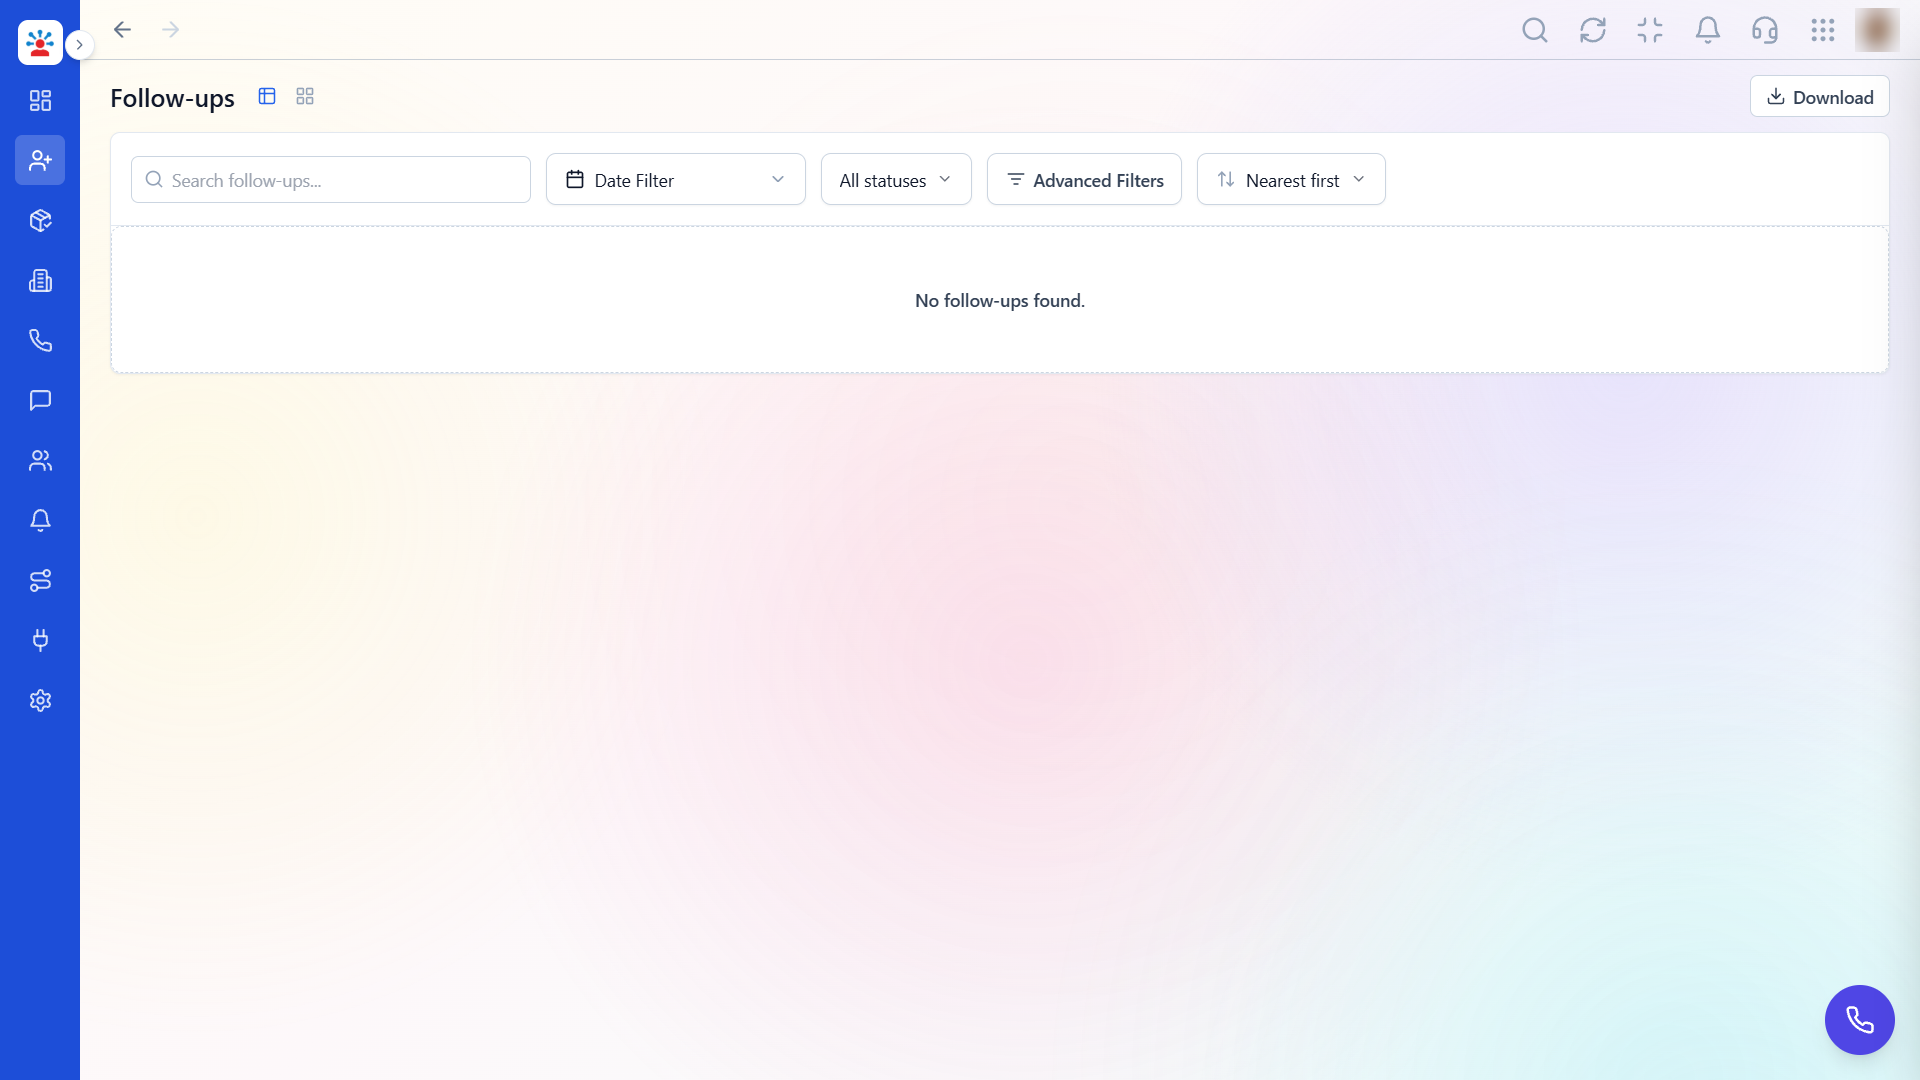 Follow-ups
Download
Search follow-ups...
Date Filter
All statuses
Advanced Filters
Nearest first
No follow-ups found.